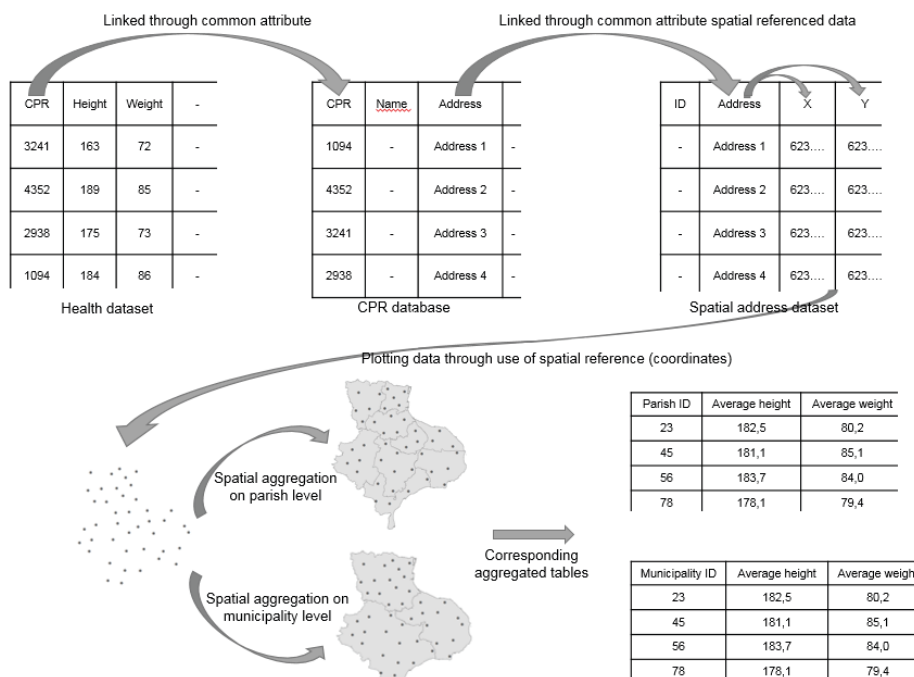 Linked through common attribute
Linked through common attribute spatial referenced data
CPR Height Weight -
3241 163 72 -
4352 189 85 -
2938 175 73 -
1094 184 86 -
Health dataset
CPR Name Address
1094 - Address 1 -
4352 - Address 2 -
3241 - Address 3 -
2938 - Address 4 -
CPR database
ID Address X Y
- Address 1 623.... 623....
- Address 2 623.... 623....
- Address 3 623.... 623....
- Address 4 623.... 623....
Spatial address dataset
Plotting data through use of spatial reference (coordinates)
Spatial aggregation
on parish level
Spatial aggregation on
municipality level
Corresponding
aggregated tables
Parish ID Average height Average weight
23 182,5 80,2
45 181,1 85,1
56 183,7 84,0
78 178,1 79,4
Municipality ID Average height Average weight
23 182,5 80,2
45 181,1 85,1
56 183,7 84,0
78 178,1 79,4